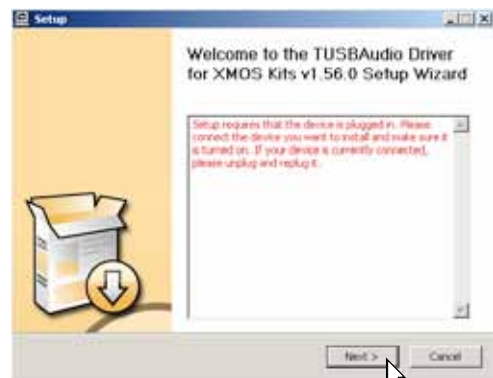 Setup
Welcome to the TUSBAudio Driver
for XMOS Kits v1.56.0 Setup Wizard
Setup requires that the device is plugged in. Please
connect the device you want to install and make sure it
is turned on. If your device is currently connected,
please unplug and replug it.
Next >
Cancel